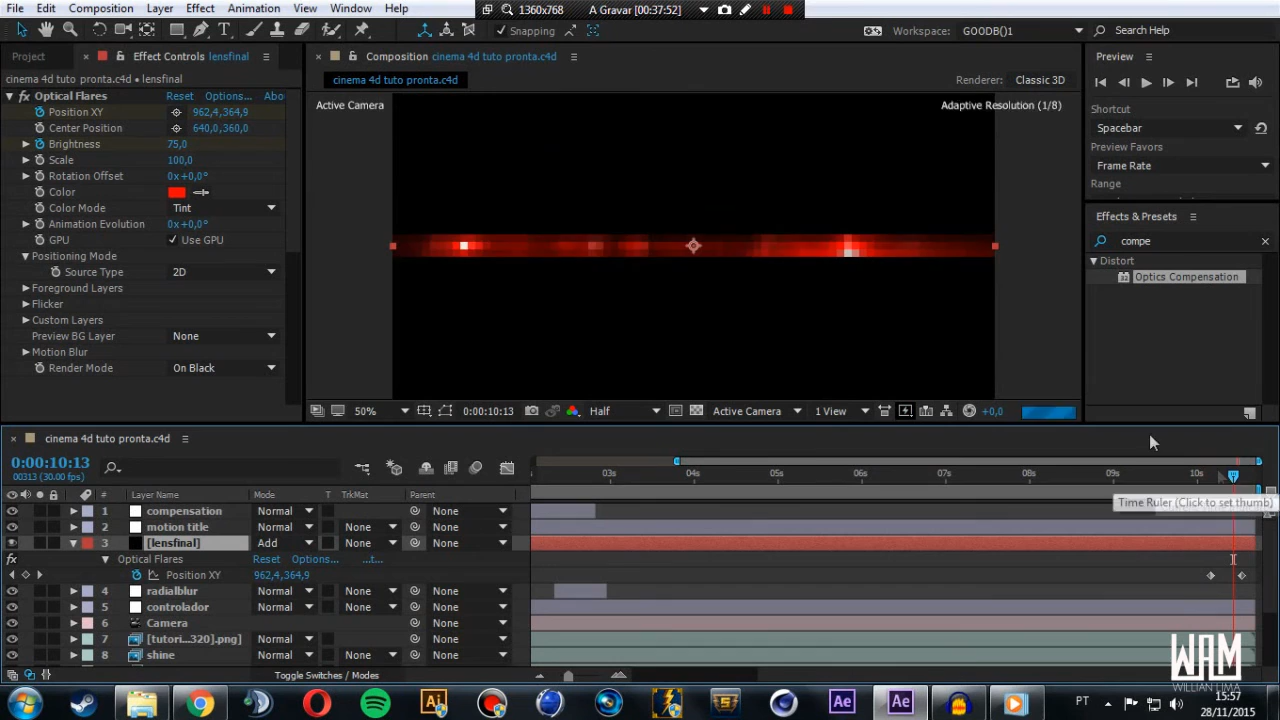 File Edit Composition Layer Effect Animation View Window Help
1360x768 A Gravar [00:37:52]
Snapping
Workspace: GOODB()1
Search Help
Project
Effect Controls lensfinal
cinema 4d tuto pronta.c4d • lensfinal
fx Optical Flares Reset Options... Abo
Position XY 962,4,364,9
Center Position 640,0,360,0
Brightness 75,0
Scale 100,0
Rotation Offset 0x+0,0°
Color
Color Mode Tint
Animation Evolution 0x+0,0°
GPU Use GPU
Positioning Mode
Source Type 2D
Foreground Layers
Flicker
Custom Layers
Preview BG Layer None
Motion Blur
Render Mode On Black
Composition cinema 4d tuto pronta.c4d
cinema 4d tuto pronta.c4d
Renderer: Classic 3D
Active Camera
Adaptive Resolution (1/8)
50% 0:00:10:13 Half Active Camera 1 View +0,0
Preview
Shortcut
Spacebar
Preview Favors
Frame Rate
Range
Effects & Presets
compe
Distort
32 Optics Compensation
cinema 4d tuto pronta.c4d
0:00:10:13
00313 (30.00 fps)
03s 04s 05s 06s 07s 08s 09s 10s
Time Ruler (Click to set thumb)
# Layer Name Mode T TrkMat Parent
1 compensation Normal None
2 motion title Normal None None
3 [lensfinal] Add None None
fx Optical Flares Reset Options... ...t...
Position XY 962,4,364,9
4 radialblur Normal None None
5 controlador Normal None None
6 Camera None
7 [tutori...320].png] Normal None None
8 shine Normal None None
Toggle Switches / Modes
WAM
WILLIAN LIMA
Ai Ae Ae
PT
15:57
28/11/2015